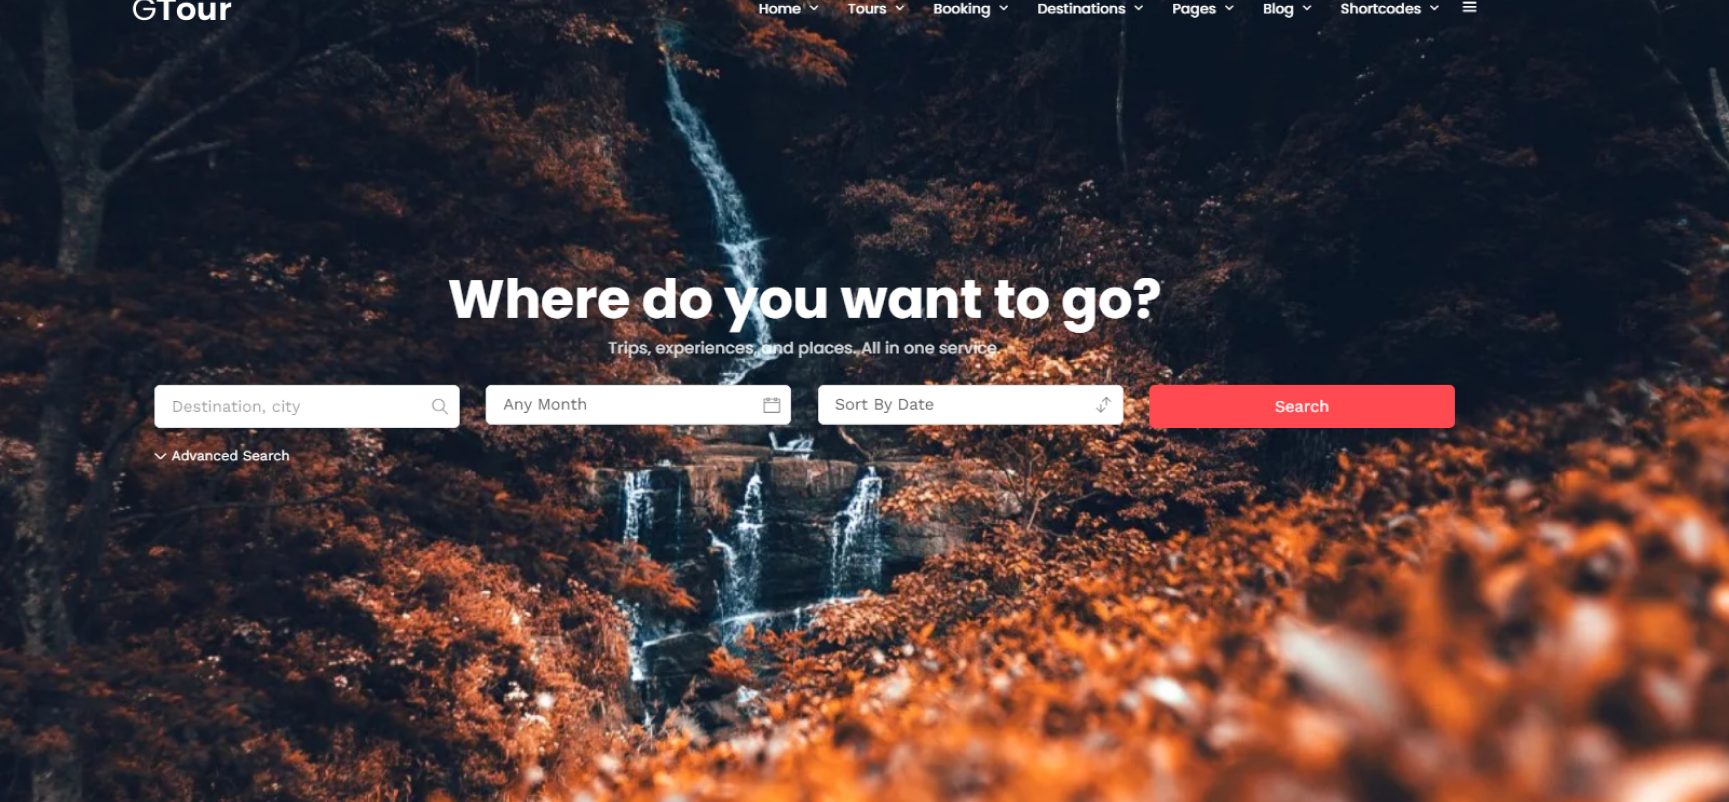 GTour
Home Tours Booking Destinations Pages Blog Shortcodes
Where do you want to go?
Trips, experiences, and places. All in one service.
Destination, city
Any Month
Sort By Date
Search
Advanced Search